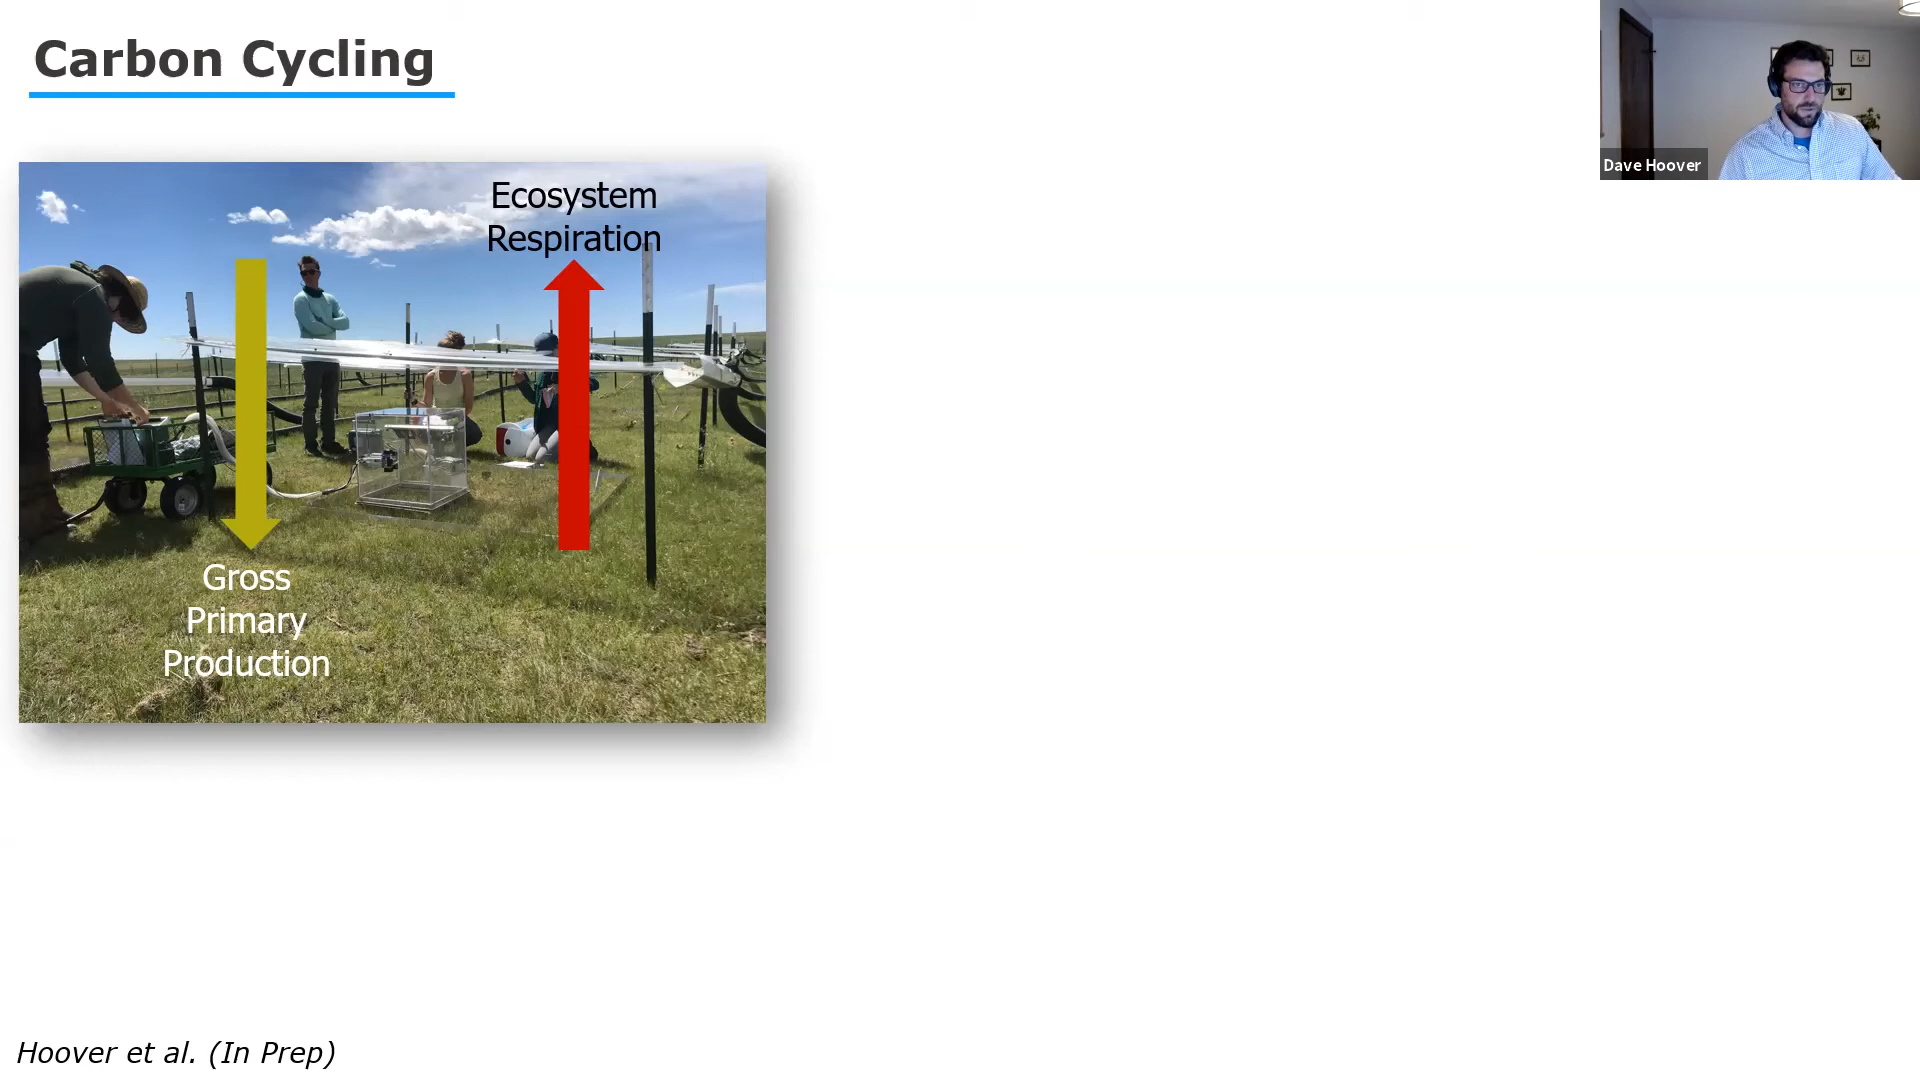 Carbon Cycling
Dave Hoover
Ecosystem
Respiration
Gross
Primary
Production
Hoover et al. (In Prep)